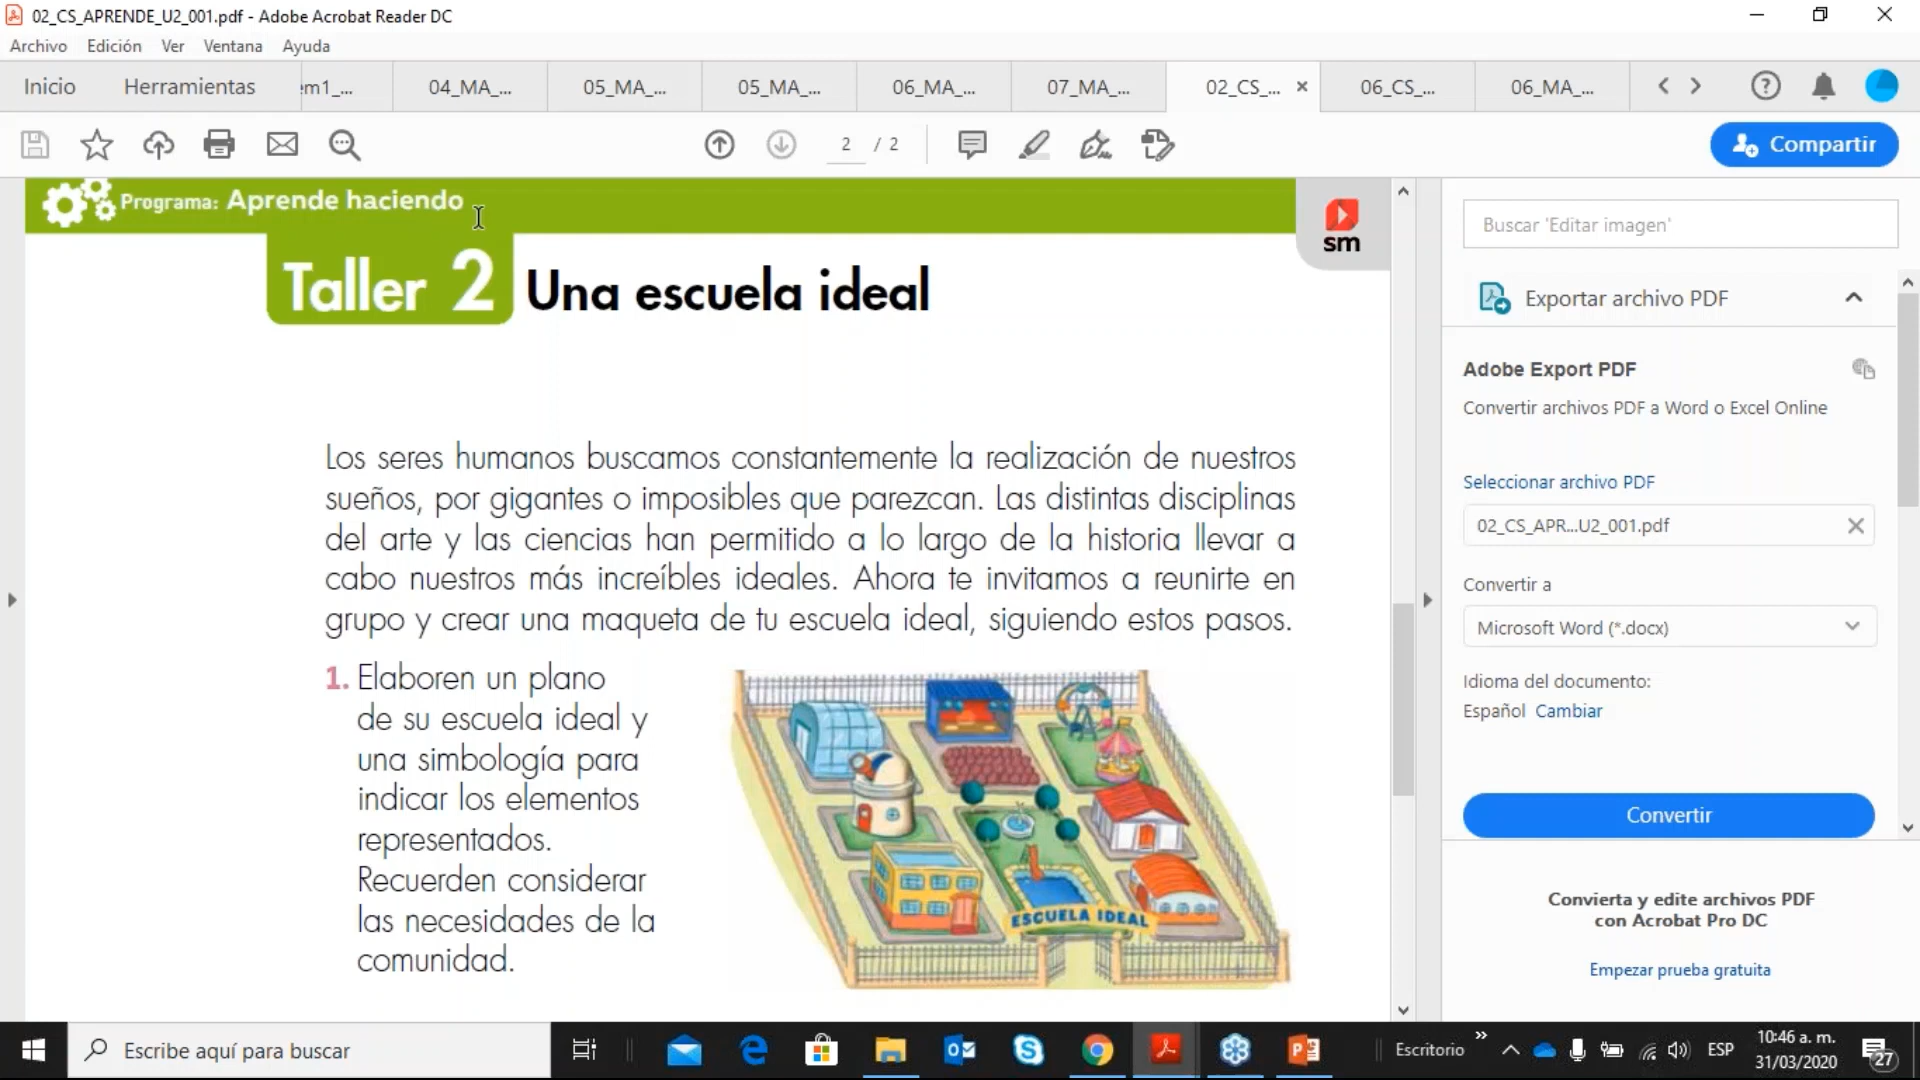 02_CS_APRENDE_U2_001.pdf - Adobe Acrobat Reader DC
Archivo Edición Ver Ventana Ayuda
Inicio Herramientas em1_... 04_MA_... 05_MA_... 05_MA_... 06_MA_... 07_MA_... 02_CS_... 06_CS_... 06_MA_...
2 / 2
Compartir
Programa: Aprende haciendo
sm
Taller 2 Una escuela ideal
Los seres humanos buscamos constantemente la realización de nuestros
sueños, por gigantes o imposibles que parezcan. Las distintas disciplinas
del arte y las ciencias han permitido a lo largo de la historia llevar a
cabo nuestros más increíbles ideales. Ahora te invitamos a reunirte en
grupo y crear una maqueta de tu escuela ideal, siguiendo estos pasos.
1. Elaboren un plano
de su escuela ideal y
una simbología para
indicar los elementos
representados.
Recuerden considerar
las necesidades de la
comunidad.
ESCUELA IDEAL
Buscar 'Editar imagen'
Exportar archivo PDF
Adobe Export PDF
Convertir archivos PDF a Word o Excel Online
Seleccionar archivo PDF
02_CS_APR...U2_001.pdf
Convertir a
Microsoft Word (*.docx)
Idioma del documento:
Español Cambiar
Convertir
Convierta y edite archivos PDF
con Acrobat Pro DC
Empezar prueba gratuita
Escribe aquí para buscar
Escritorio
ESP
10:46 a. m.
31/03/2020
27